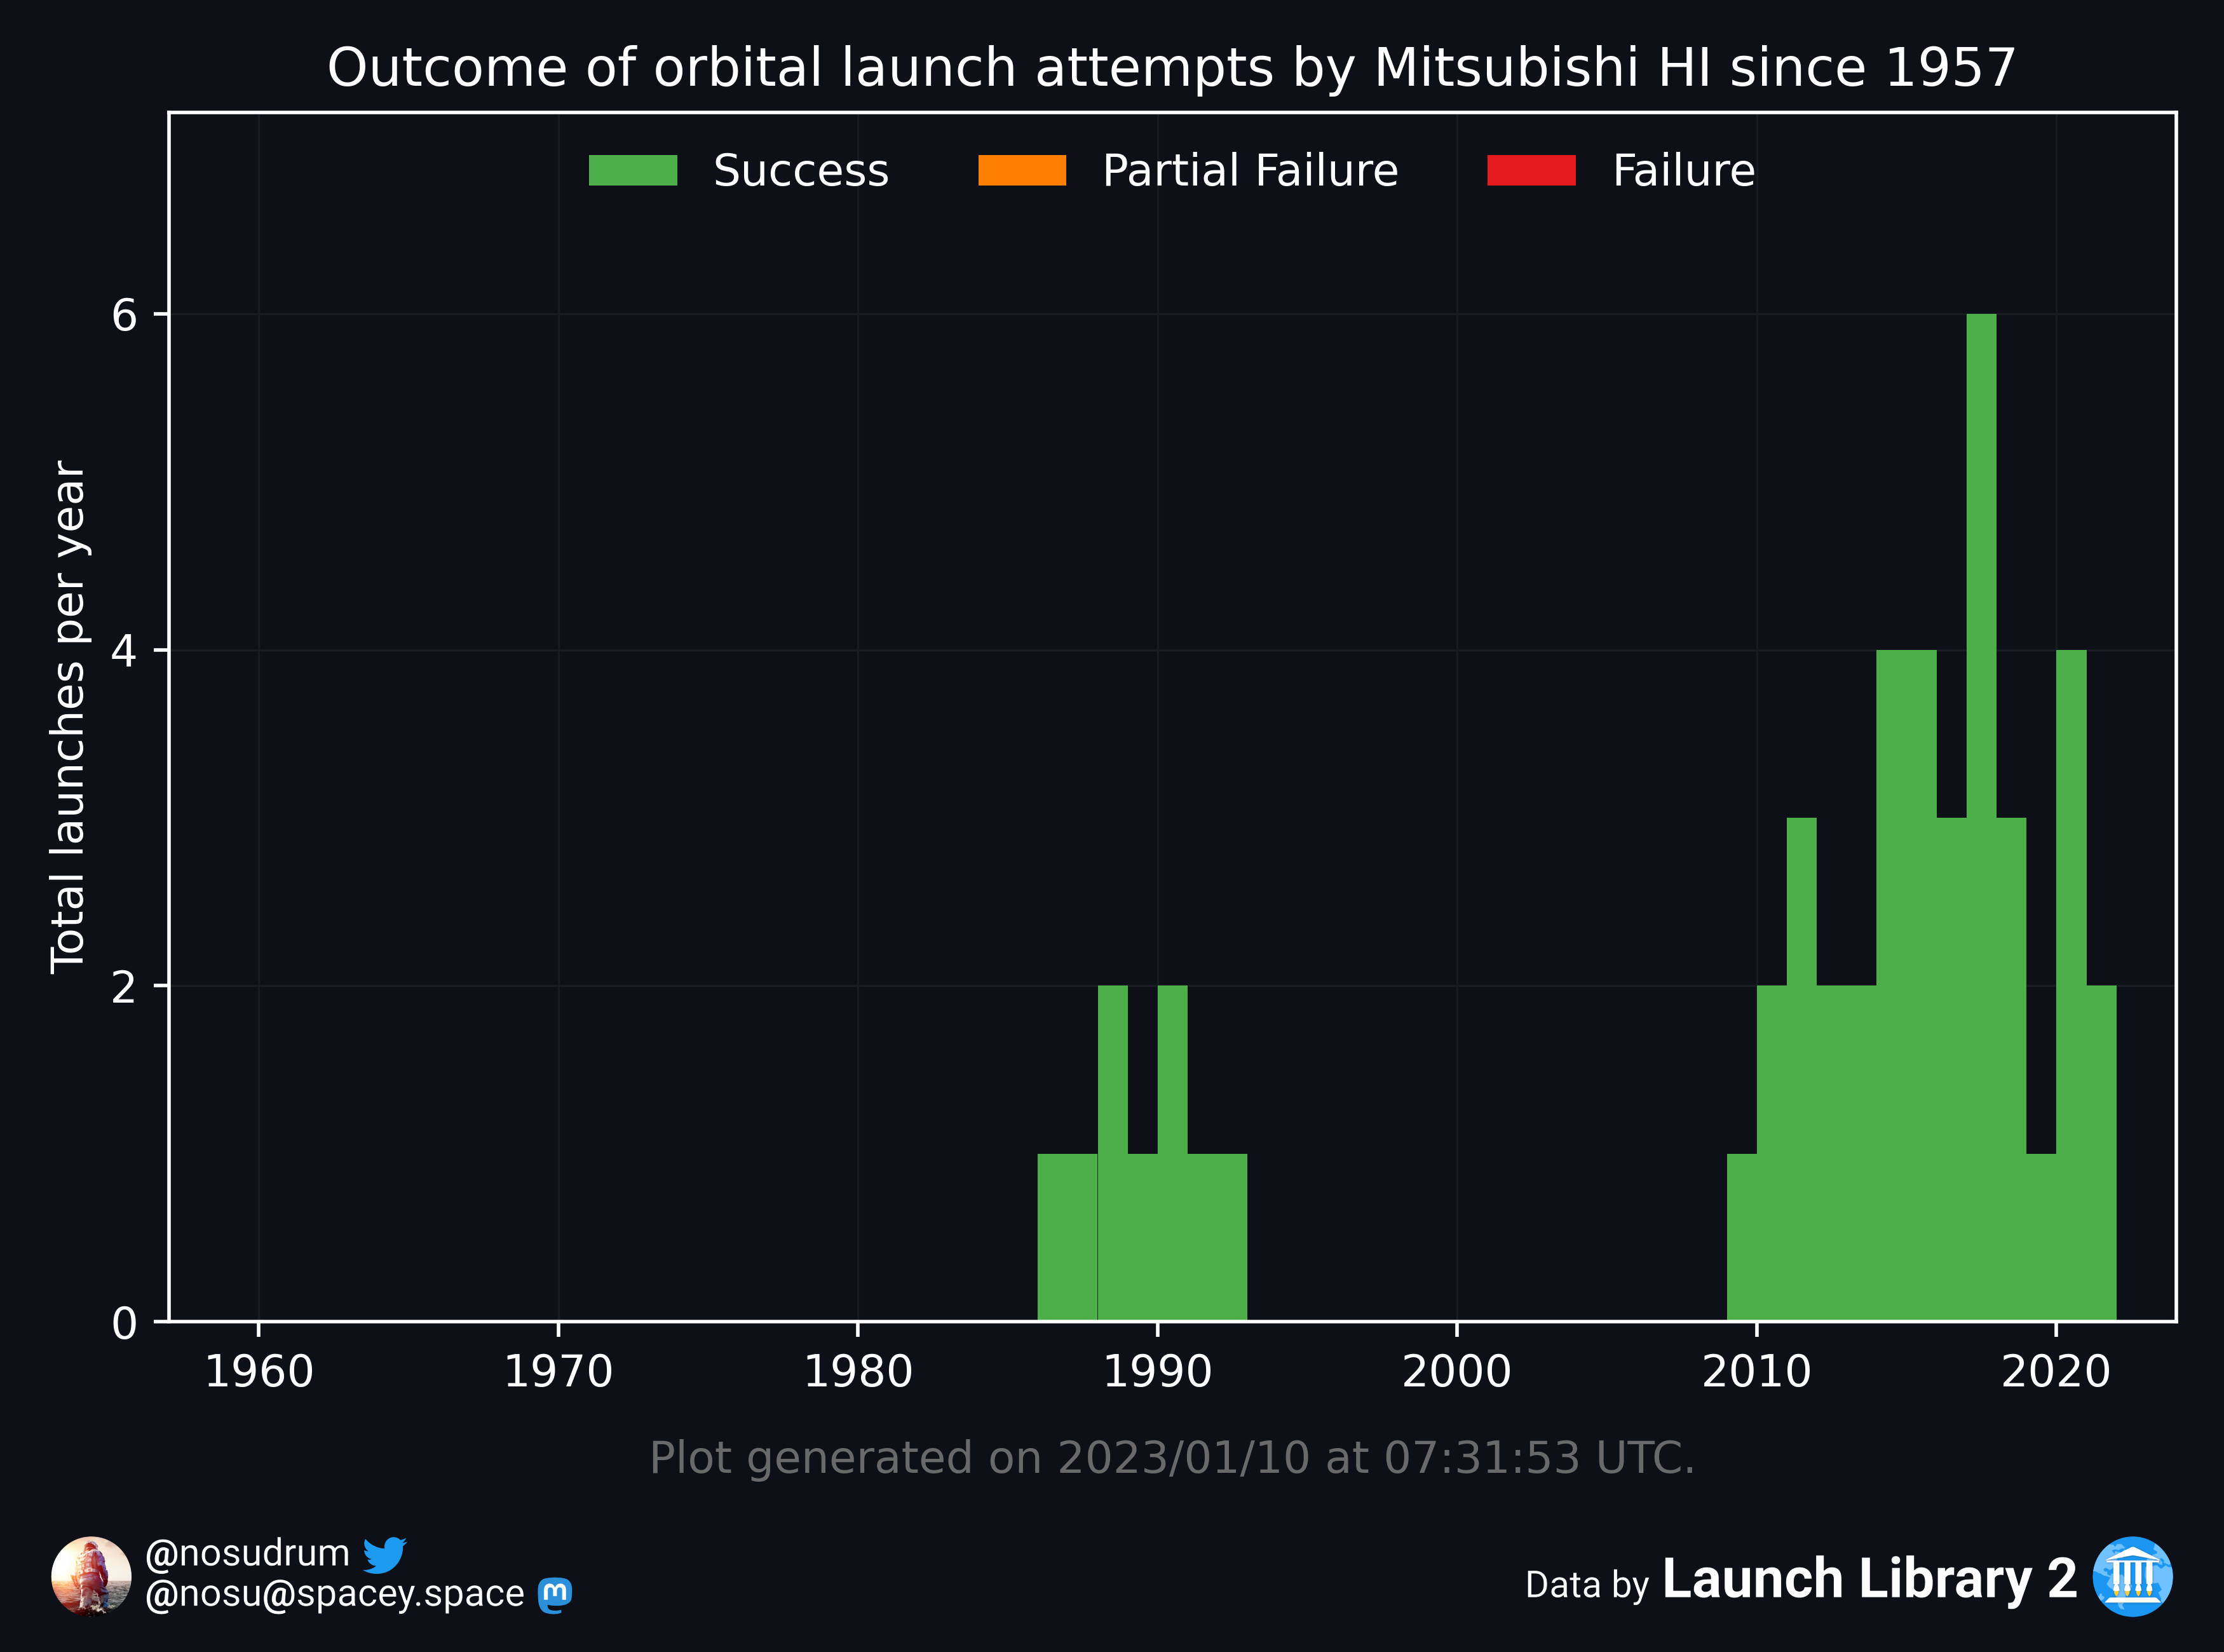 Outcome of orbital launch attempts by Mitsubishi HI since 1957
Success Partial Failure Failure
Total launches per year
6
4
2
0
1960 1970 1980 1990 2000 2010 2020
Plot generated on 2023/01/10 at 07:31:53 UTC.
@nosudrum
@nosu@spacey.space
Data by Launch Library 2